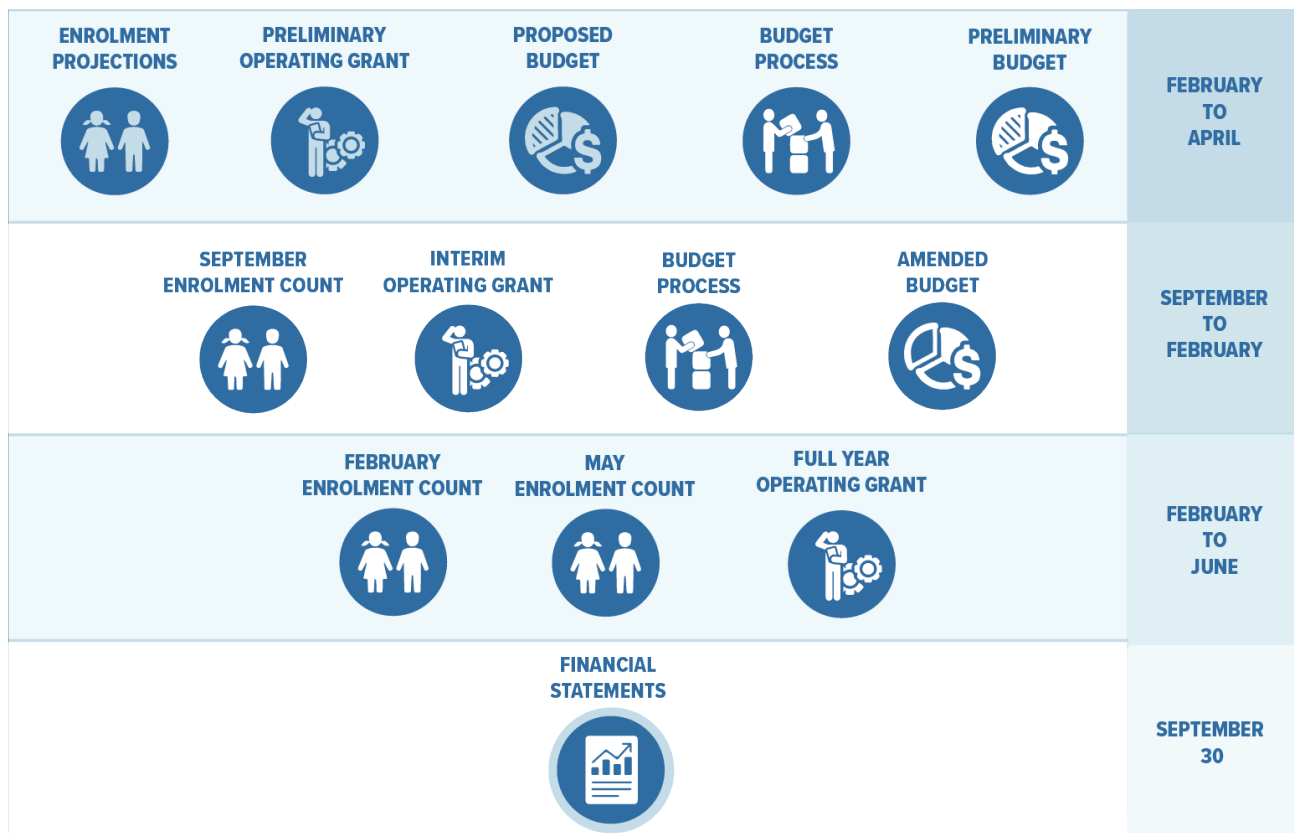 ENROLMENT
PROJECTIONS
PRELIMINARY
OPERATING GRANT
PROPOSED
BUDGET
BUDGET
PROCESS
PRELIMINARY
BUDGET
FEBRUARY
TO
APRIL
$
$
SEPTEMBER
ENROLMENT COUNT
INTERIM
OPERATING GRANT
BUDGET
PROCESS
AMENDED
BUDGET
SEPTEMBER
TO
FEBRUARY
$
FEBRUARY
ENROLMENT COUNT
MAY
ENROLMENT COUNT
FULL YEAR
OPERATING GRANT
FEBRUARY
TO
JUNE
FINANCIAL
STATEMENTS
SEPTEMBER
30